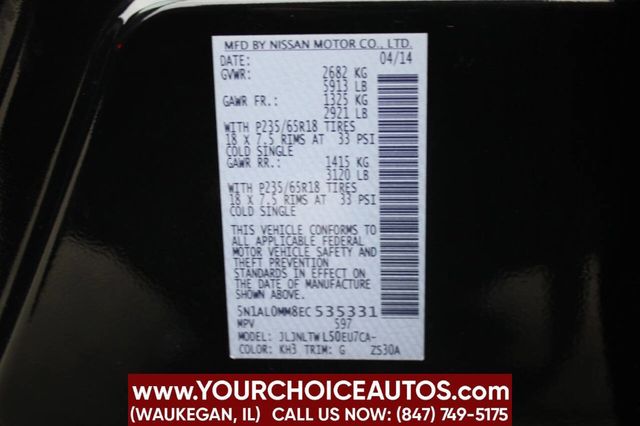 MFD BY NISSAN MOTOR CO., LTD.
DATE: 04/14
GVWR: 2682 KG
5913 LB
GAWR FR.: 1325 KG
2921 LB
WITH P235/65R18 TIRES
18 X 7.5 RIMS AT 33 PSI
COLD SINGLE
GAWR RR.: 1415 KG
3120 LB
WITH P235/65R18 TIRES
18 X 7.5 RIMS AT 33 PSI
COLD SINGLE
THIS VEHICLE CONFORMS TO
ALL APPLICABLE FEDERAL
MOTOR VEHICLE SAFETY
AND THEFT PREVENTION
STANDARDS IN EFFECT ON
THE DATE OF MANUFACTURE
SHOWN ABOVE.
5N1AL0MM8EC535331
MPV 597
MODEL: JLJNLTWL50EU7CA-
COLOR: KH3 TRIM: G ZS30A
WWW.YOURCHOICEAUTOS.COM
(WAUKEGAN, IL) CALL US FROM (847) 749-5175